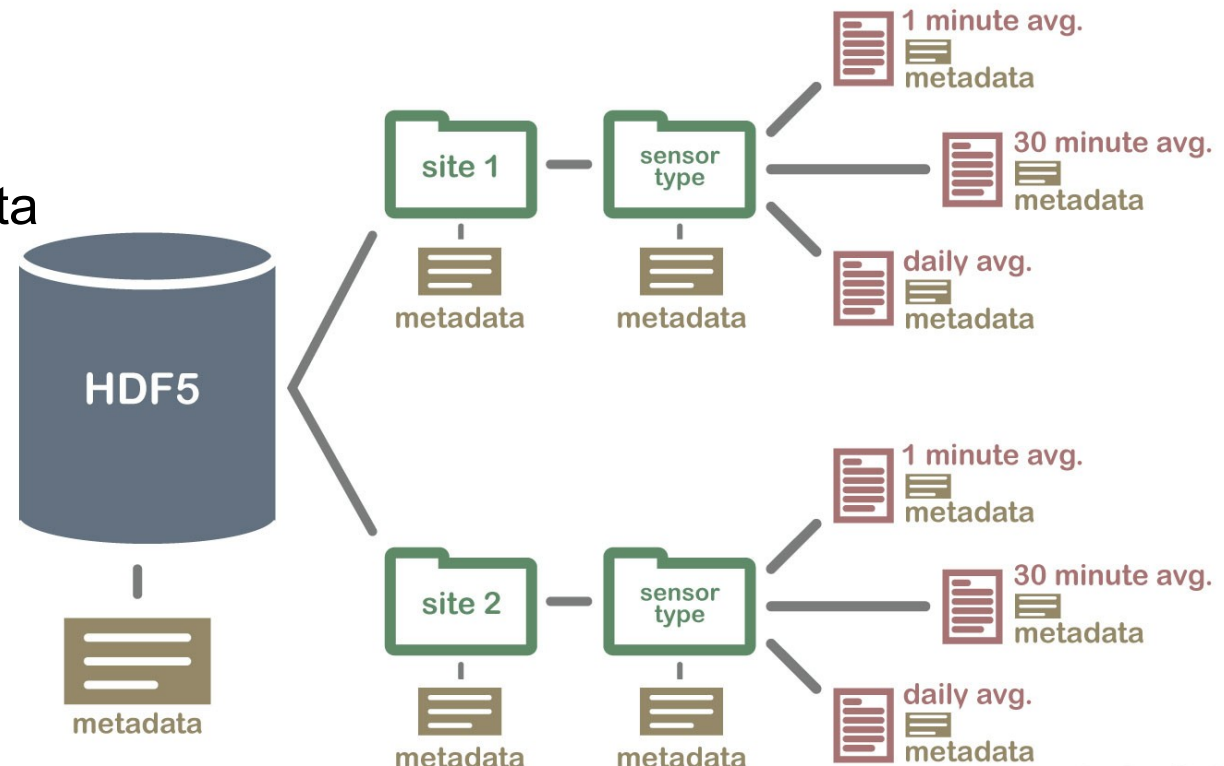 ta
HDF5
metadata
site 1
metadata
sensor
type
metadata
1 minute avg.
metadata
30 minute avg.
metadata
daily avg.
metadata
site 2
metadata
sensor
type
metadata
1 minute avg.
metadata
30 minute avg.
metadata
daily avg.
metadata